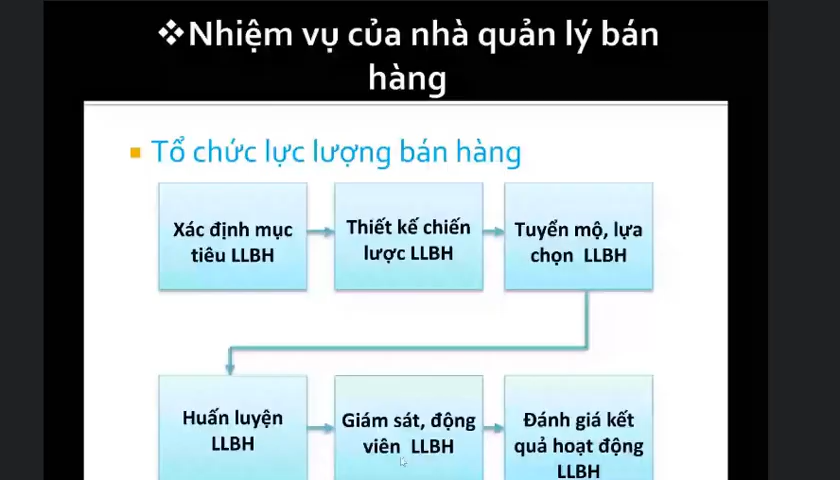 ❖Nhiệm vụ của nhà quản lý bán
hàng
Tổ chức lực lượng bán hàng
Xác định mục
tiêu LLBH
Thiết kế chiến
lược LLBH
Tuyển mộ, lựa
chọn LLBH
Huấn luyện
LLBH
Giám sát, động
viên LLBH
Đánh giá kết
quả hoạt động
LLBH